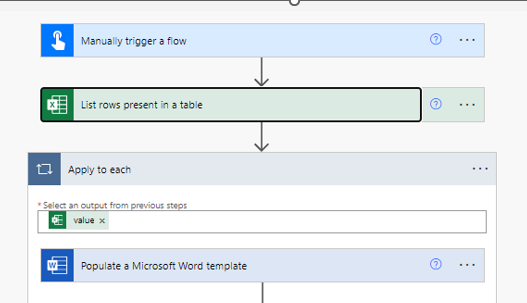 Manually trigger a flow
List rows present in a table
Apply to each
* Select an output from previous steps
value ×
Populate a Microsoft Word template